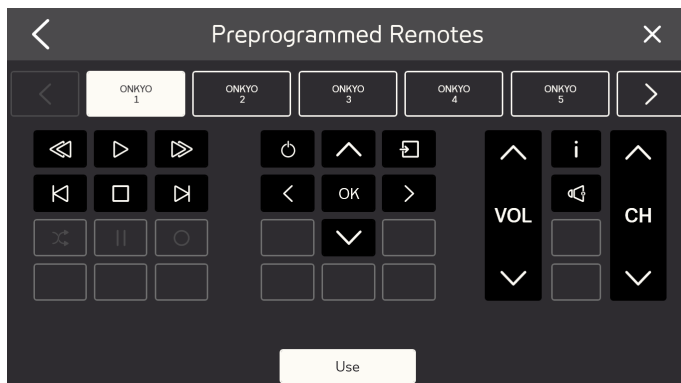 Preprogrammed Remotes
ONKYO
1
ONKYO
2
ONKYO
3
ONKYO
4
ONKYO
5
OK
VOL
i
CH
Use